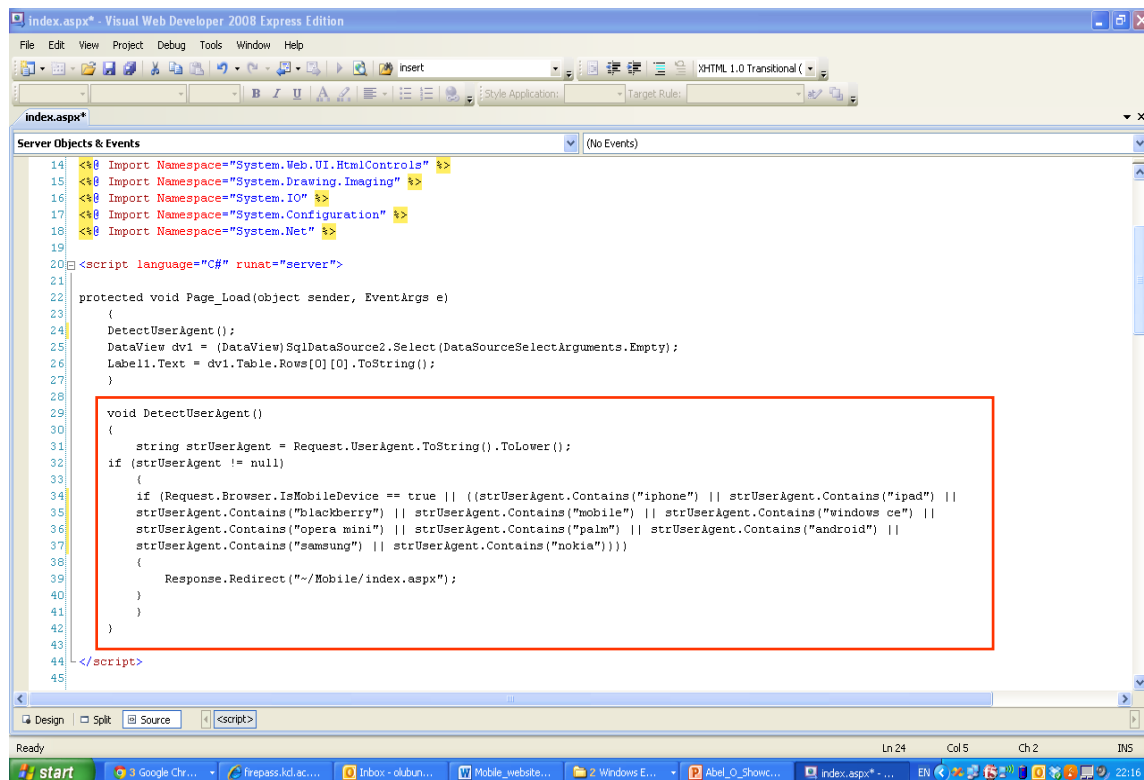 index.aspx* - Visual Web Developer 2008 Express Edition
File Edit View Project Debug Tools Window Help
insert
XHTML 1.0 Transitional (
B I U A
Style Application:
Target Rule:
index.aspx*
Server Objects & Events
(No Events)
14 <%@ Import Namespace="System.Web.UI.HtmlControls" %>
15 <%@ Import Namespace="System.Drawing.Imaging" %>
16 <%@ Import Namespace="System.IO" %>
17 <%@ Import Namespace="System.Configuration" %>
18 <%@ Import Namespace="System.Net" %>
19
20 <script language="C#" runat="server">
21
22 protected void Page_Load(object sender, EventArgs e)
23 {
24 DetectUserAgent();
25 DataView dv1 = (DataView)SqlDataSource2.Select(DataSourceSelectArguments.Empty);
26 Label1.Text = dv1.Table.Rows[0][0].ToString();
27 }
28
29 void DetectUserAgent()
30 {
31 string strUserAgent = Request.UserAgent.ToString().ToLower();
32 if (strUserAgent != null)
33 {
34 if (Request.Browser.IsMobileDevice == true || ((strUserAgent.Contains("iphone") || strUserAgent.Contains("ipad") ||
35 strUserAgent.Contains("blackberry") || strUserAgent.Contains("mobile") || strUserAgent.Contains("windows ce") ||
36 strUserAgent.Contains("opera mini") || strUserAgent.Contains("palm") || strUserAgent.Contains("android") ||
37 strUserAgent.Contains("samsung") || strUserAgent.Contains("nokia"))))
38 {
39 Response.Redirect("~/Mobile/index.aspx");
40 }
41 }
42 }
43
44 </script>
45
Design Split Source <script>
Ready Ln 24 Col 5 Ch 2 INS
start 3 Google Chr... firepass.kcl.ac.... Inbox - olubun... Mobile_website... 2 Windows E... Abel_O_Showc... index.aspx* - ... EN 22:16